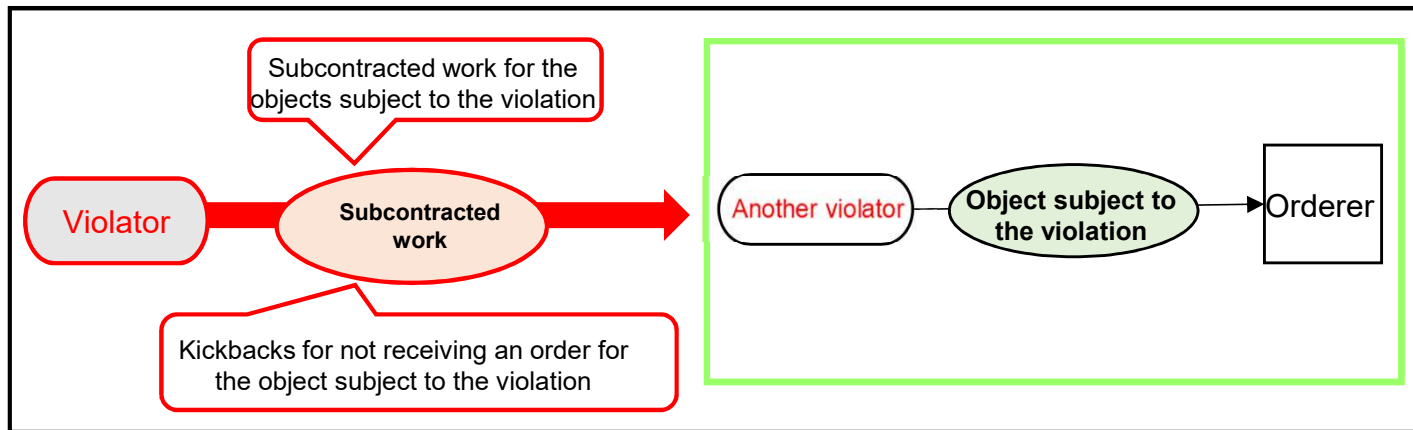 Subcontracted work for the
objects subject to the violation
Violator
Subcontracted
work
Another violator
Object subject to
the violation
Orderer
Kickbacks for not receiving an order for
the object subject to the violation